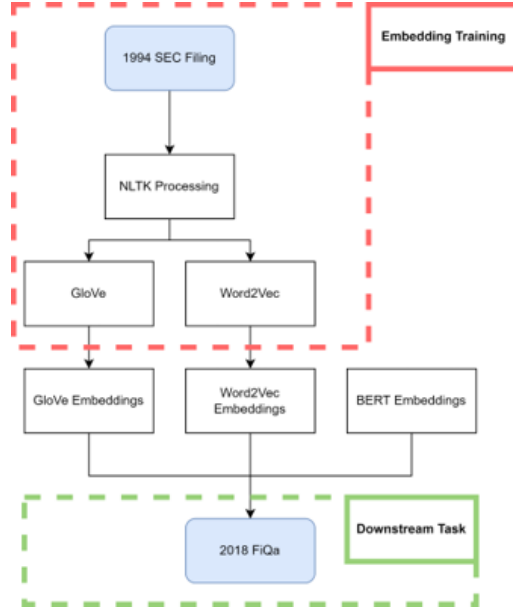 Embedding Training
1994 SEC Filing
NLTK Processing
GloVe
Word2Vec
GloVe Embeddings
Word2Vec
Embeddings
BERT Embeddings
Downstream Task
2018 FiQa